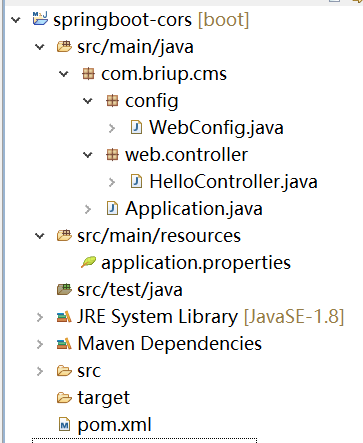 springboot-cors [boot]
src/main/java
com.briup.cms
config
WebConfig.java
web.controller
HelloController.java
Application.java
src/main/resources
application.properties
src/test/java
JRE System Library [JavaSE-1.8]
Maven Dependencies
src
target
pom.xml